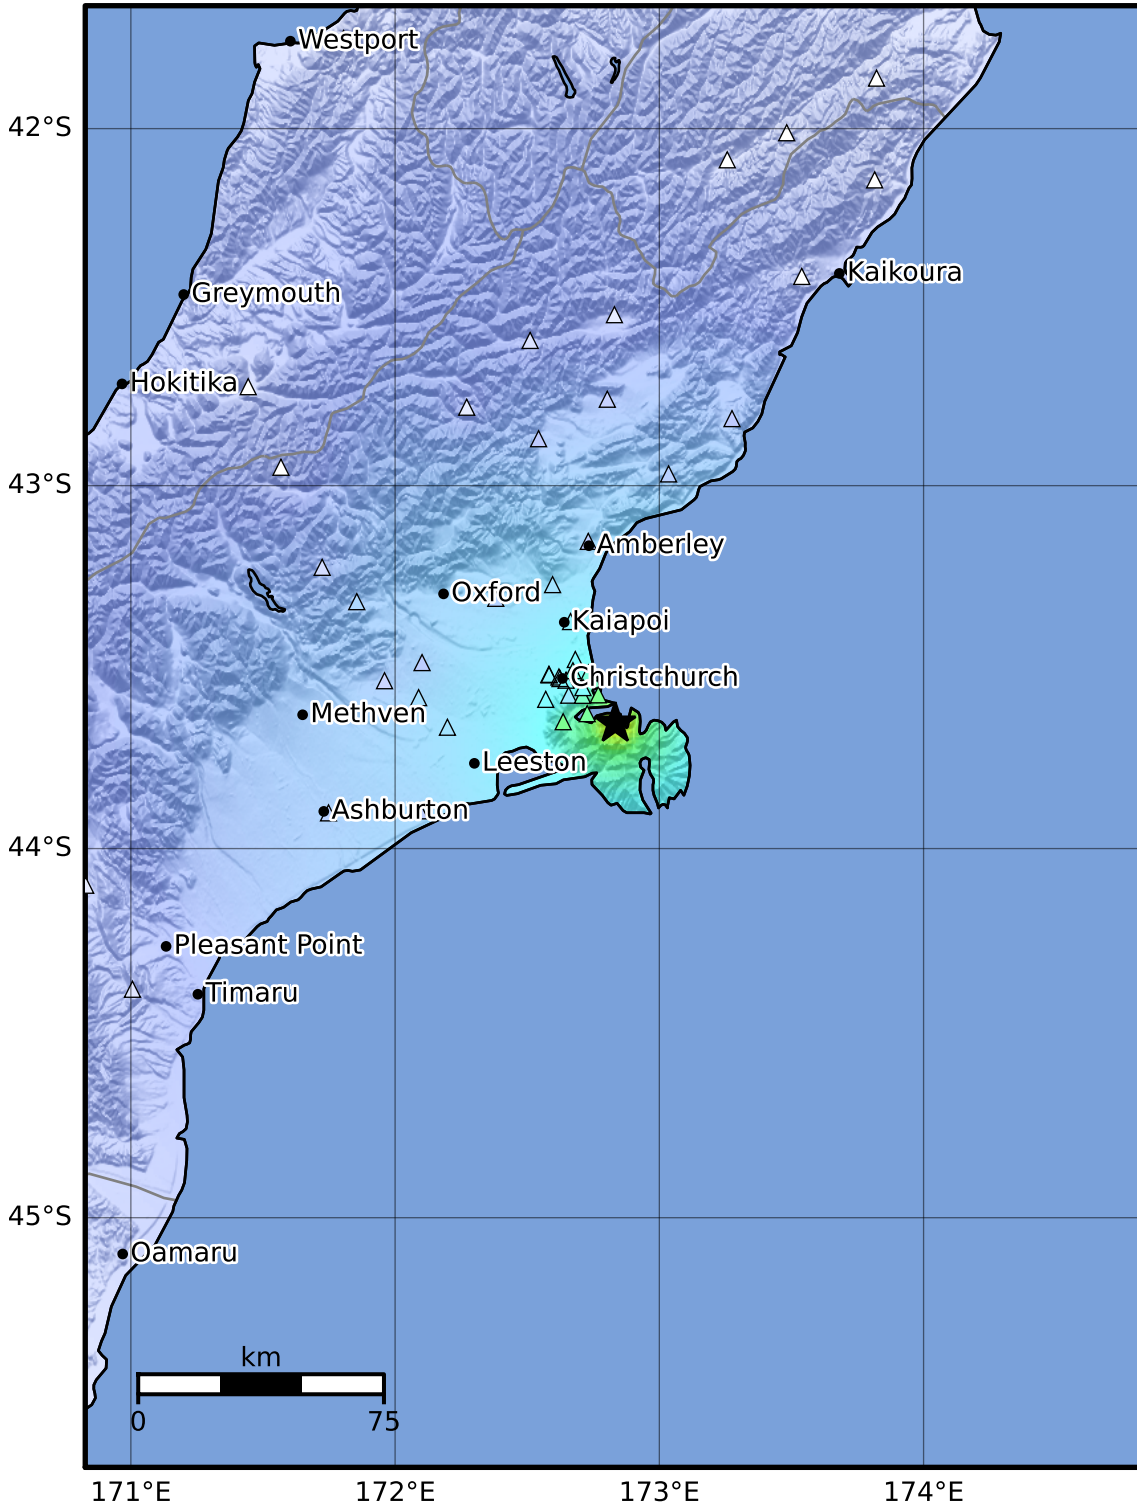 Westport
42°S
Kaikoura
Greymouth
Hokitika
43°S
Amberley
Oxford
Kaiapoi
Christchurch
Methven
Leeston
Ashburton
44°S
Pleasant Point
Timaru
45°S
Oamaru
km
0 75
171°E 172°E 173°E 174°E